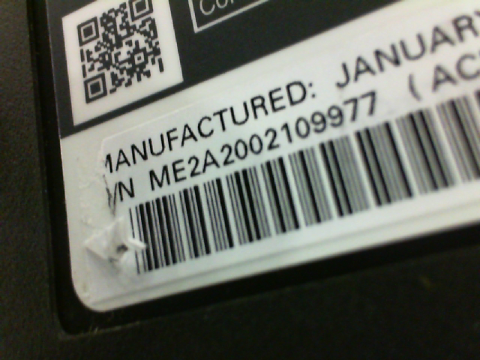 MANUFACTURED: JANUARY
/N ME2A2002109977 (AC